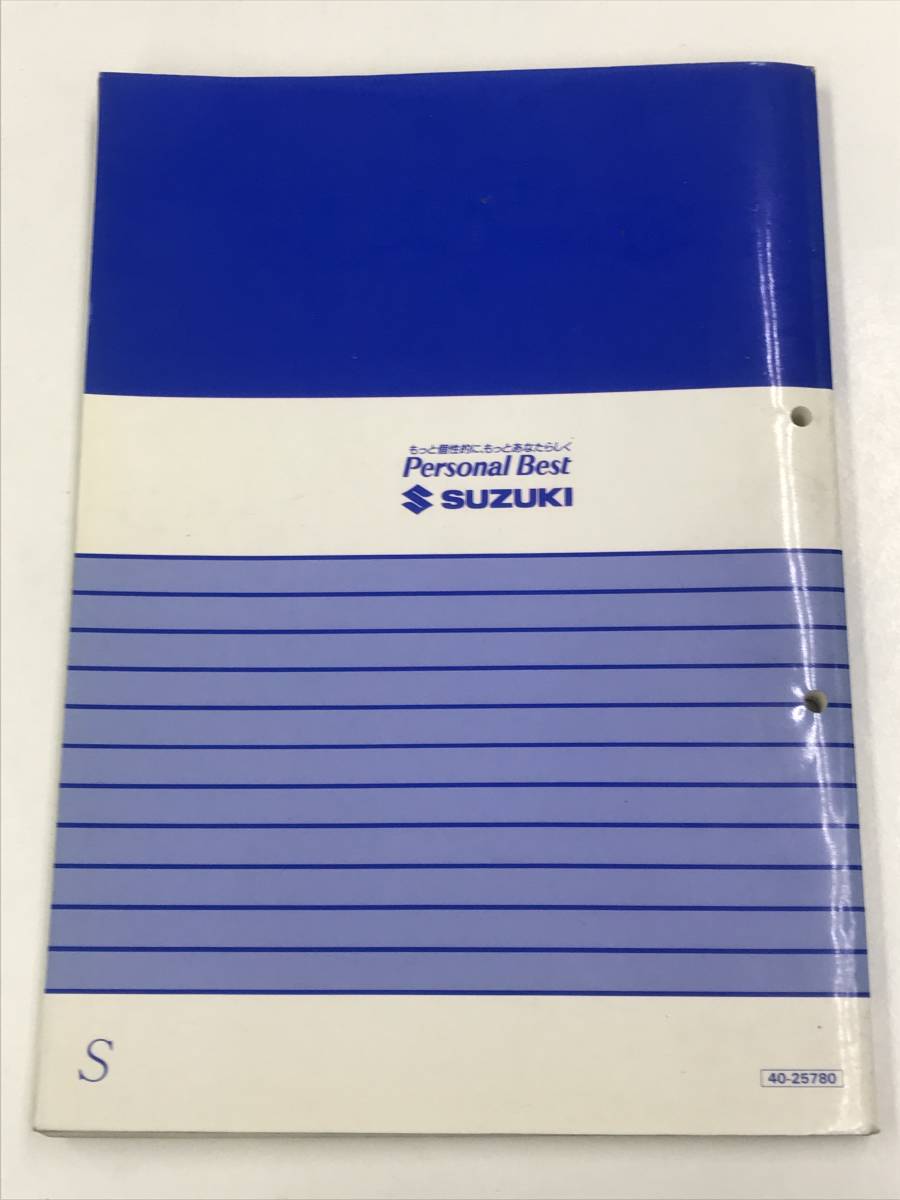 もっと個性的に、もっとあなたらしく
Personal Best
SUZUKI
S
40-25780